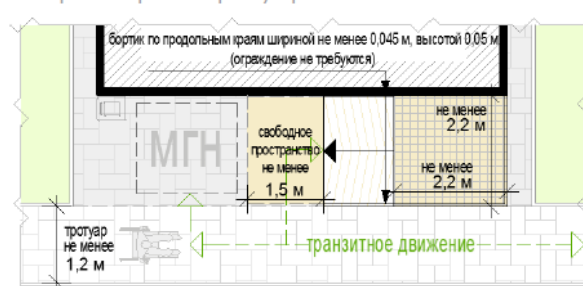 бортик по продольным краям шириной не менее 0,045 м, высотой 0,05 м
(ограждение не требуются)
МГН
свободное
пространство
не менее
1,5 м
не менее
2,2 м
не менее
2,2 м
тротуар
не менее
1,2 м
транзитное движение